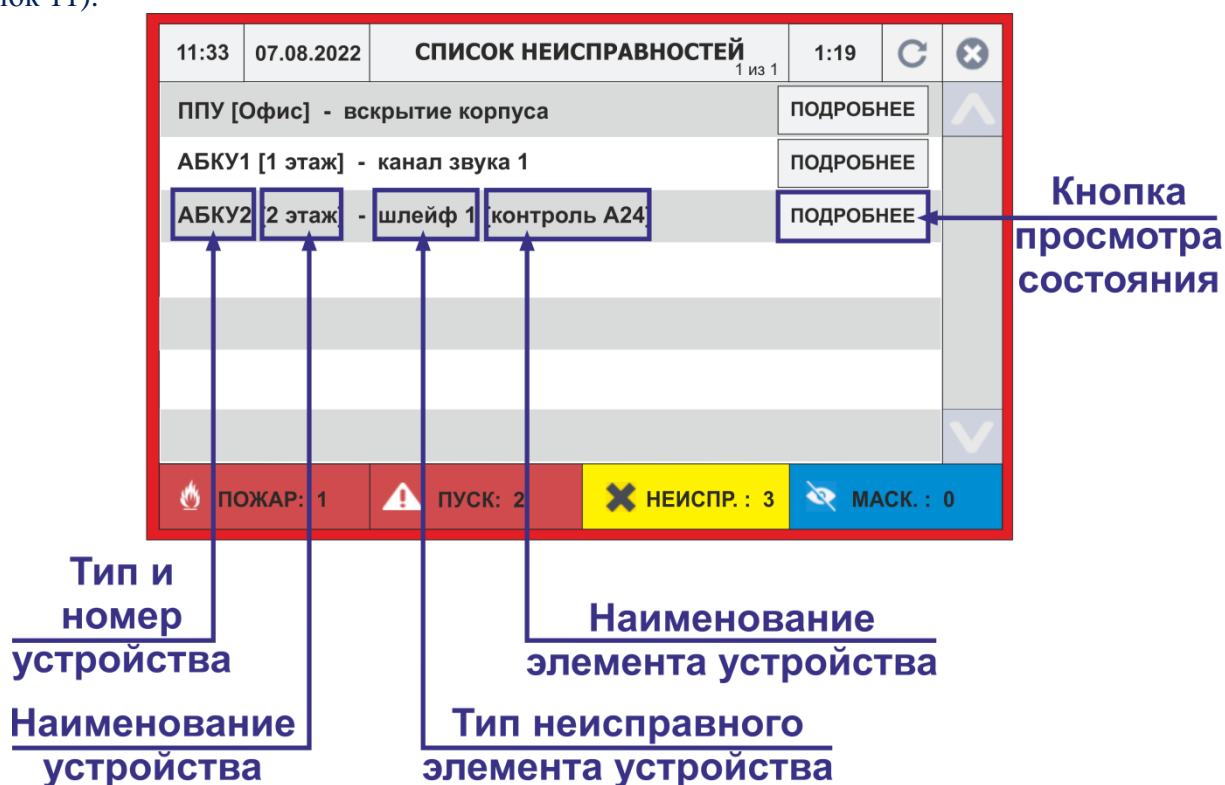 ок 11).
11:33 07.08.2022 СПИСОК НЕИСПРАВНОСТЕЙ 1 из 1 1:19
ППУ [Офис] - вскрытие корпуса ПОДРОБНЕЕ
АБКУ1 [1 этаж] - канал звука 1 ПОДРОБНЕЕ
АБКУ2 [2 этаж] - шлейф 1 [контроль А24] ПОДРОБНЕЕ
Кнопка
просмотра
состояния
ПОЖАР: 1 ПУСК: 2 НЕИСПР. : 3 МАСК. : 0
Тип и
номер
устройства
Наименование
элемента устройства
Наименование
устройства
Тип неисправного
элемента устройства